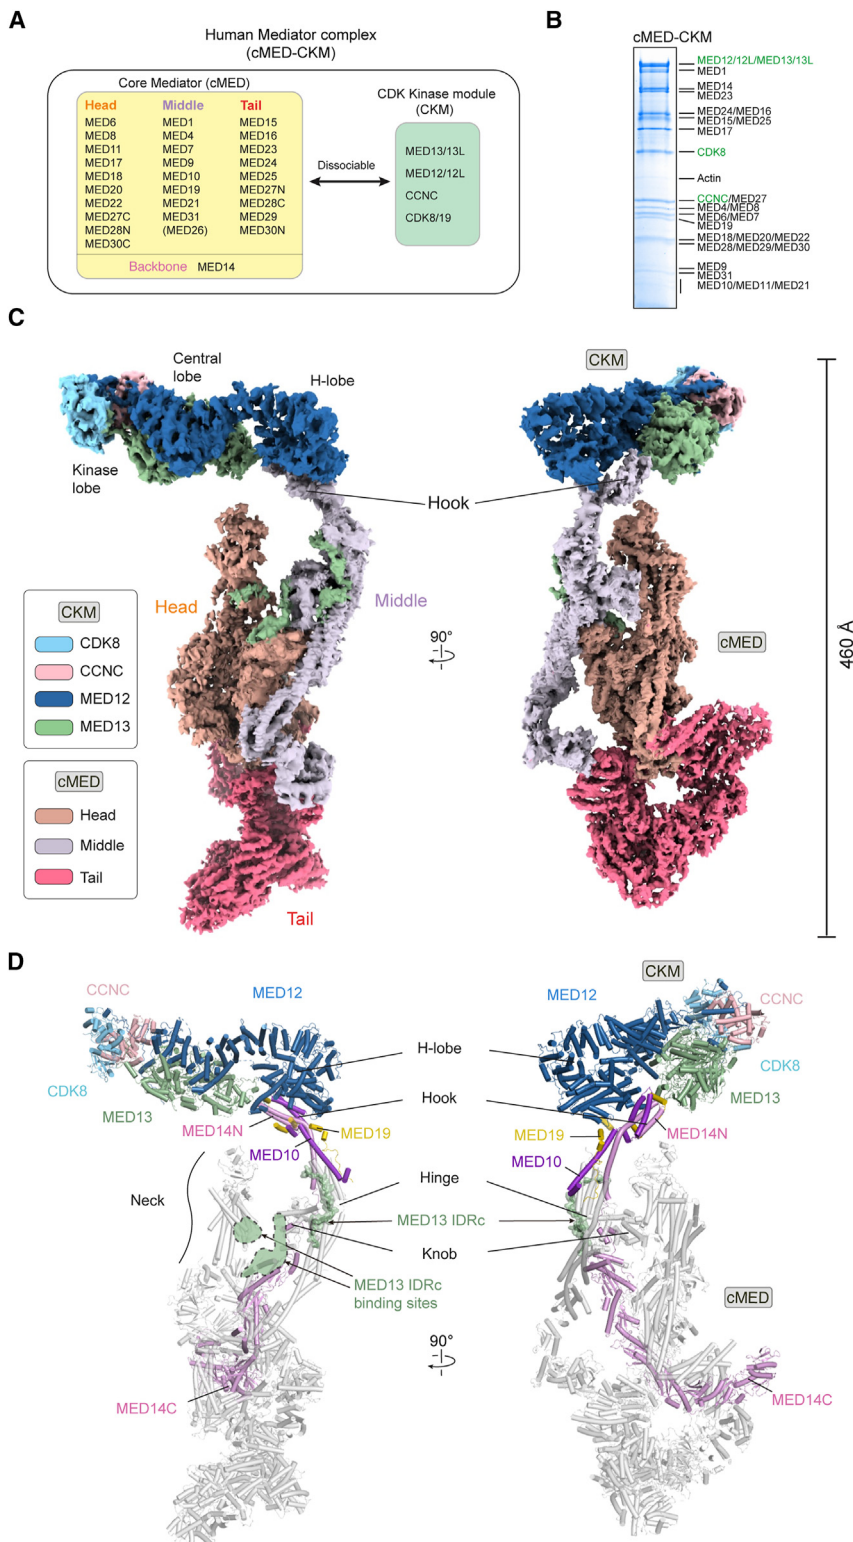 A
Human Mediator complex
(cMED-CKM)
Core Mediator (cMED)
Head Middle Tail
MED6 MED1 MED15
MED8 MED4 MED16
MED11 MED7 MED23
MED17 MED9 MED24
MED18 MED10 MED25
MED20 MED19 MED27N
MED22 MED21 MED28C
MED27C MED31 MED29
MED28N (MED26) MED30N
MED30C
Backbone MED14
Dissociable
CDK Kinase module
(CKM)
MED13/13L
MED12/12L
CCNC
CDK8/19
B
cMED-CKM
MED12/12L/MED13/13L
MED1
MED14
MED23
MED24/MED16
MED15/MED25
MED17
CDK8
Actin
CCNC/MED27
MED4/MED8
MED6/MED7
MED19
MED18/MED20/MED22
MED28/MED29/MED30
MED9
MED31
MED10/MED11/MED21
C
Central
lobe
H-lobe
Kinase
lobe
CKM
Hook
Head
Middle
90°
cMED
460 Å
Tail
CKM
CDK8
CCNC
MED12
MED13
cMED
Head
Middle
Tail
D
CCNC
MED12
CDK8
MED13
MED14N
MED19
MED10
Neck
H-lobe
Hook
Hinge
MED13 IDRc
Knob
MED13 IDRc
binding sites
MED14C
90°
CKM
MED12
CCNC
CDK8
MED13
MED14N
MED19
MED10
cMED
MED14C